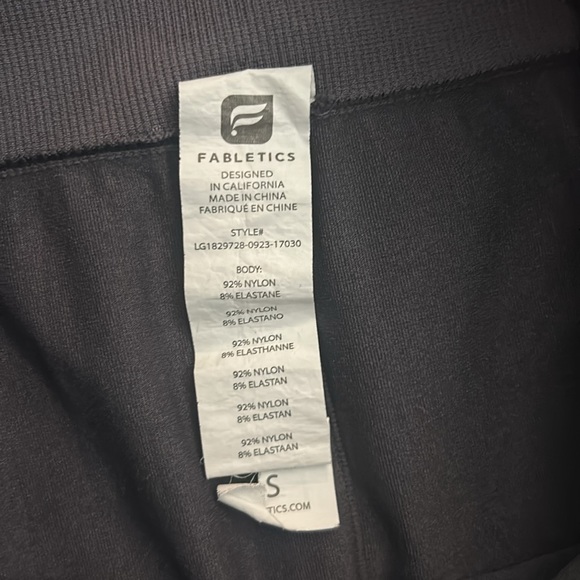 FABLETICS
DESIGNED
IN CALIFORNIA
MADE IN CHINA
FABRIQUÉ EN CHINE
STYLE#
LG1829728-0923-17030
BODY:
92% NYLON
8% ELASTANE
92% NYLON
8% ELASTANO
92% NYLON
8% ELASTHANNE
92% NYLON
8% ELASTAN
92% NYLON
8% ELASTAN
92% NYLON
8% ELASTAAN
S
TICS.COM